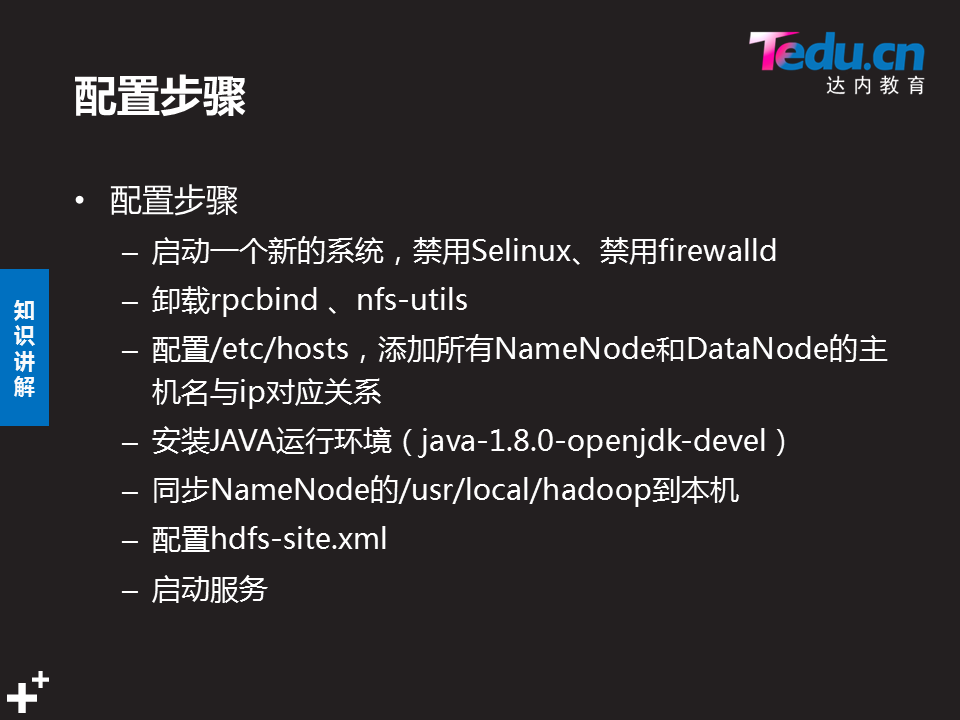 Tedu.cn
达内教育
配置步骤
• 配置步骤
– 启动一个新的系统，禁用Selinux、禁用firewalld
– 卸载rpcbind 、nfs-utils
– 配置/etc/hosts，添加所有NameNode和DataNode的主
机名与ip对应关系
– 安装JAVA运行环境（java-1.8.0-openjdk-devel）
– 同步NameNode的/usr/local/hadoop到本机
– 配置hdfs-site.xml
– 启动服务
知
识
讲
解